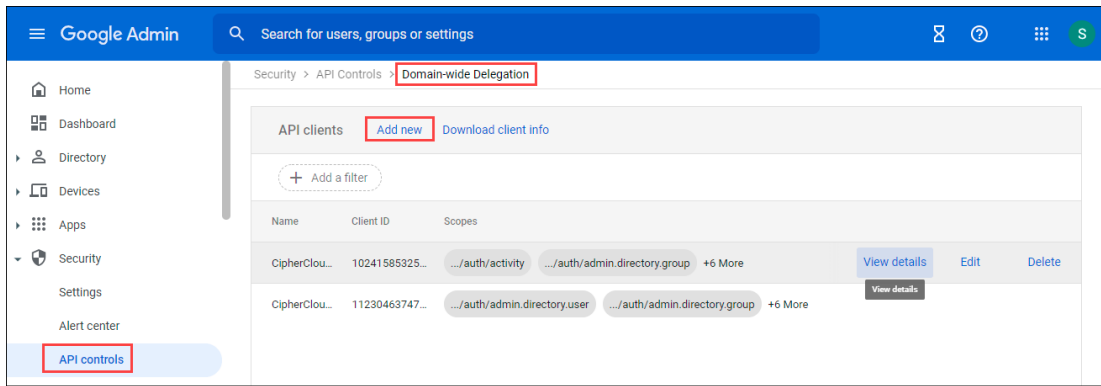 Google Admin
Search for users, groups or settings
S
Security > API Controls > Domain-wide Delegation
Home
Dashboard
Directory
Devices
Apps
Security
Settings
Alert center
API controls
API clients Add new Download client info
+ Add a filter
Name Client ID Scopes
CipherClou... 10241585325... .../auth/activity .../auth/admin.directory.group +6 More View details Edit Delete
View details
CipherClou... 11230463747... .../auth/admin.directory.user .../auth/admin.directory.group +6 More